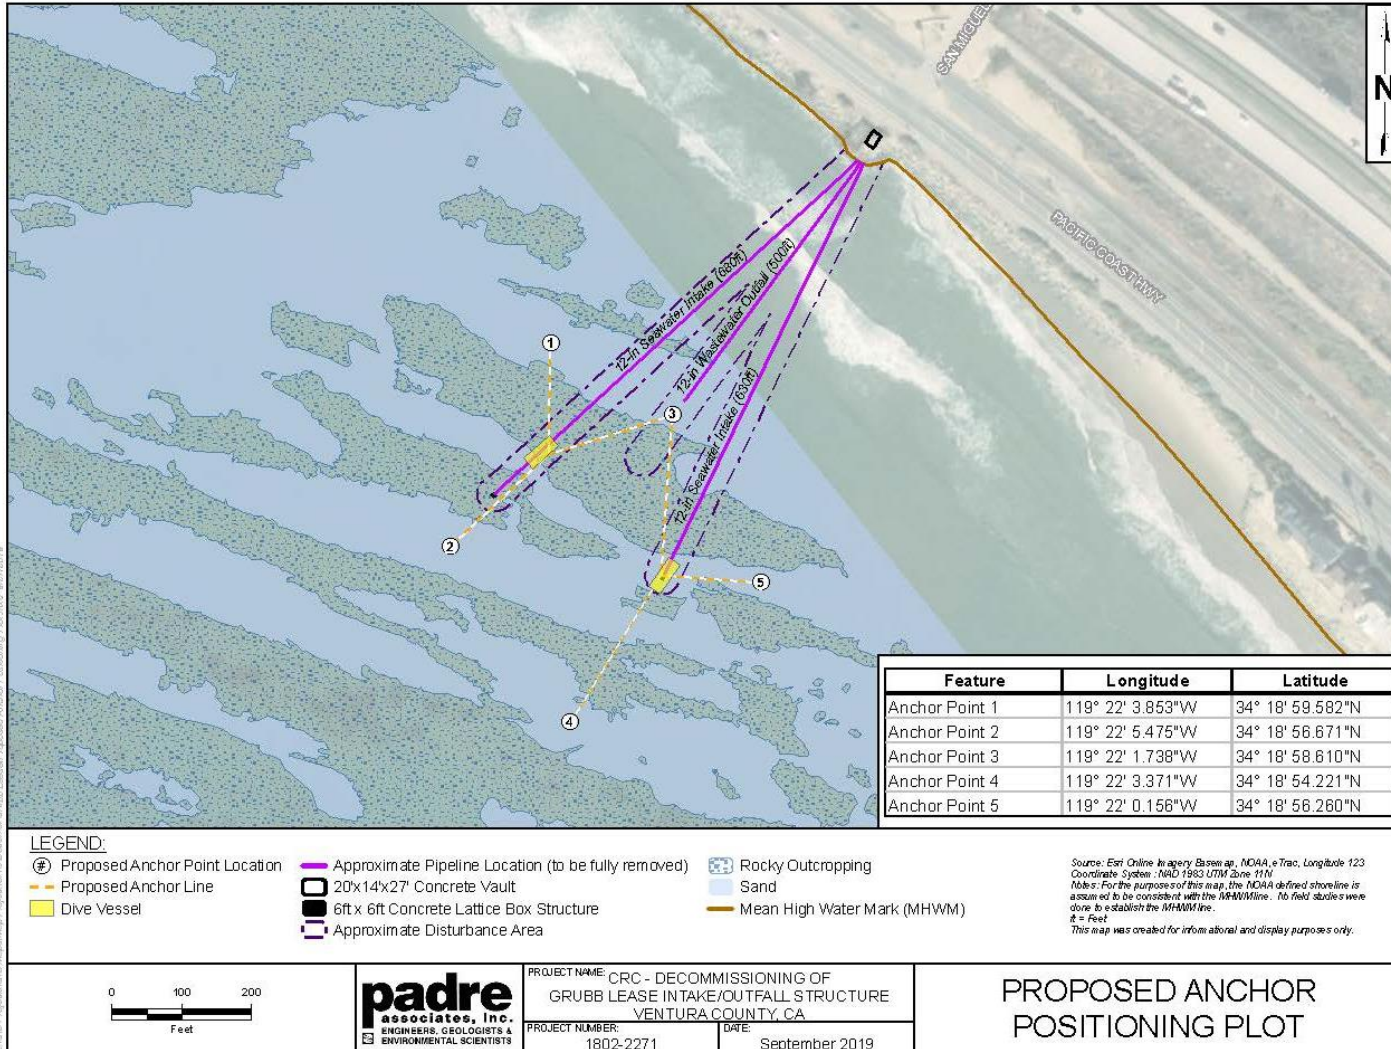 SAN MIGUEL
N
PACIFIC COAST HWY
12-in Seawater Intake (660ft)
12-in Wastewater Outfall (500ft)
12-in Seawater Intake (630ft)
1
2
3
4
5
Feature Longitude Latitude
Anchor Point 1 119° 22' 3.853"W 34° 18' 59.582"N
Anchor Point 2 119° 22' 5.475"W 34° 18' 56.671"N
Anchor Point 3 119° 22' 1.738"W 34° 18' 58.610"N
Anchor Point 4 119° 22' 3.371"W 34° 18' 54.221"N
Anchor Point 5 119° 22' 0.156"W 34° 18' 56.260"N
LEGEND:
# Proposed Anchor Point Location
Proposed Anchor Line
Dive Vessel
Approximate Pipeline Location (to be fully removed)
20'x14'x27' Concrete Vault
6ft x 6ft Concrete Lattice Box Structure
Approximate Disturbance Area
Rocky Outcropping
Sand
Mean High Water Mark (MHWM)
Source: Esri Online Imagery Basemap, NOAA, eTrac, Longitude 123
Coordinate System: NAD 1983 UTM Zone 11N
Notes: For the purpose of this map, the NOAA defined shoreline is
assumed to be consistent with the MHWM line. No field studies were
done to establish the MHWM line.
ft = Feet
This map was created for informational and display purposes only.
0 100 200
Feet
padre
associates, inc.
ENGINEERS, GEOLOGISTS &
ENVIRONMENTAL SCIENTISTS
PROJECT NAME: CRC - DECOMMISSIONING OF
GRUBB LEASE INTAKE/OUTFALL STRUCTURE
VENTURA COUNTY, CA
PROJECT NUMBER:
1802-2271
DATE:
September 2019
PROPOSED ANCHOR
POSITIONING PLOT